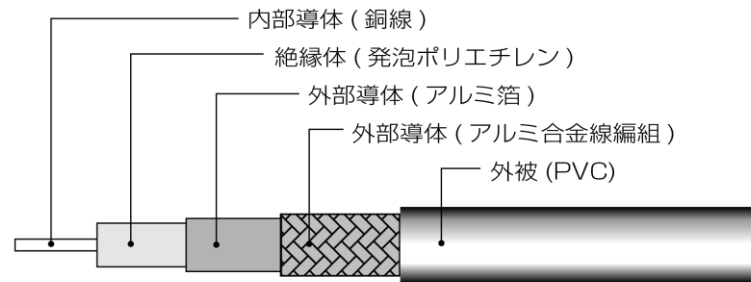 内部導体 ( 銅線 )
絶縁体 ( 発泡ポリエチレン )
外部導体 ( アルミ箔 )
外部導体 ( アルミ合金線編組 )
外被 (PVC)